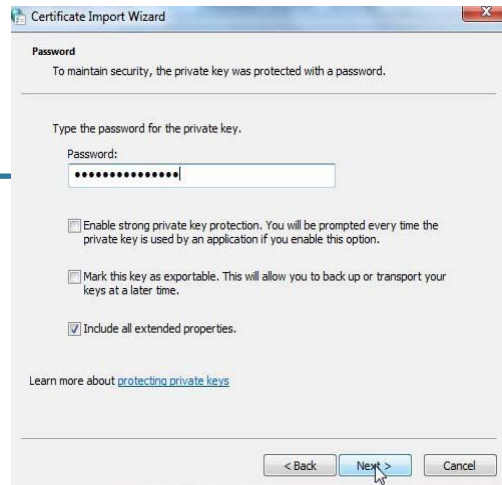 Certificate Import Wizard
Password
To maintain security, the private key was protected with a password.
Type the password for the private key.
Password:
•••••••••••••••
Enable strong private key protection. You will be prompted every time the
private key is used by an application if you enable this option.
Mark this key as exportable. This will allow you to back up or transport your
keys at a later time.
Include all extended properties.
Learn more about protecting private keys
< Back Next > Cancel